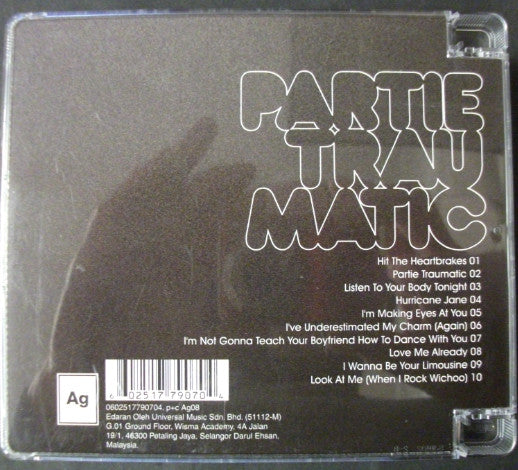 PARTIE
TRAU
MATIC
Hit The Heartbrakes 01
Partie Traumatic 02
Listen To Your Body Tonight 03
Hurricane Jane 04
I'm Making Eyes At You 05
I've Underestimated My Charm (Again) 06
I'm Not Gonna Teach Your Boyfriend How To Dance With You 07
Love Me Already 08
I Wanna Be Your Limousine 09
Look At Me (When I Rock Wichoo) 10
Ag
6 02517 79070 4
0602517790704. p+c Ag08
Edaran Oleh Universal Music Sdn. Bhd. (51112-M)
G.01 Ground Floor, Wisma Academy, 4A Jalan
19/1, 46300 Petaling Jaya. Selangor Darul Ehsan.
Malaysia.